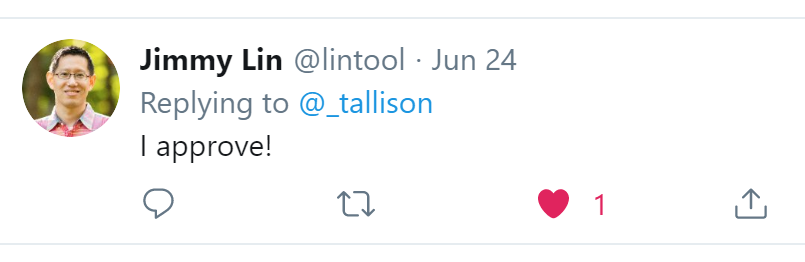 Jimmy Lin @lintool · Jun 24
Replying to @_tallison
I approve!
1